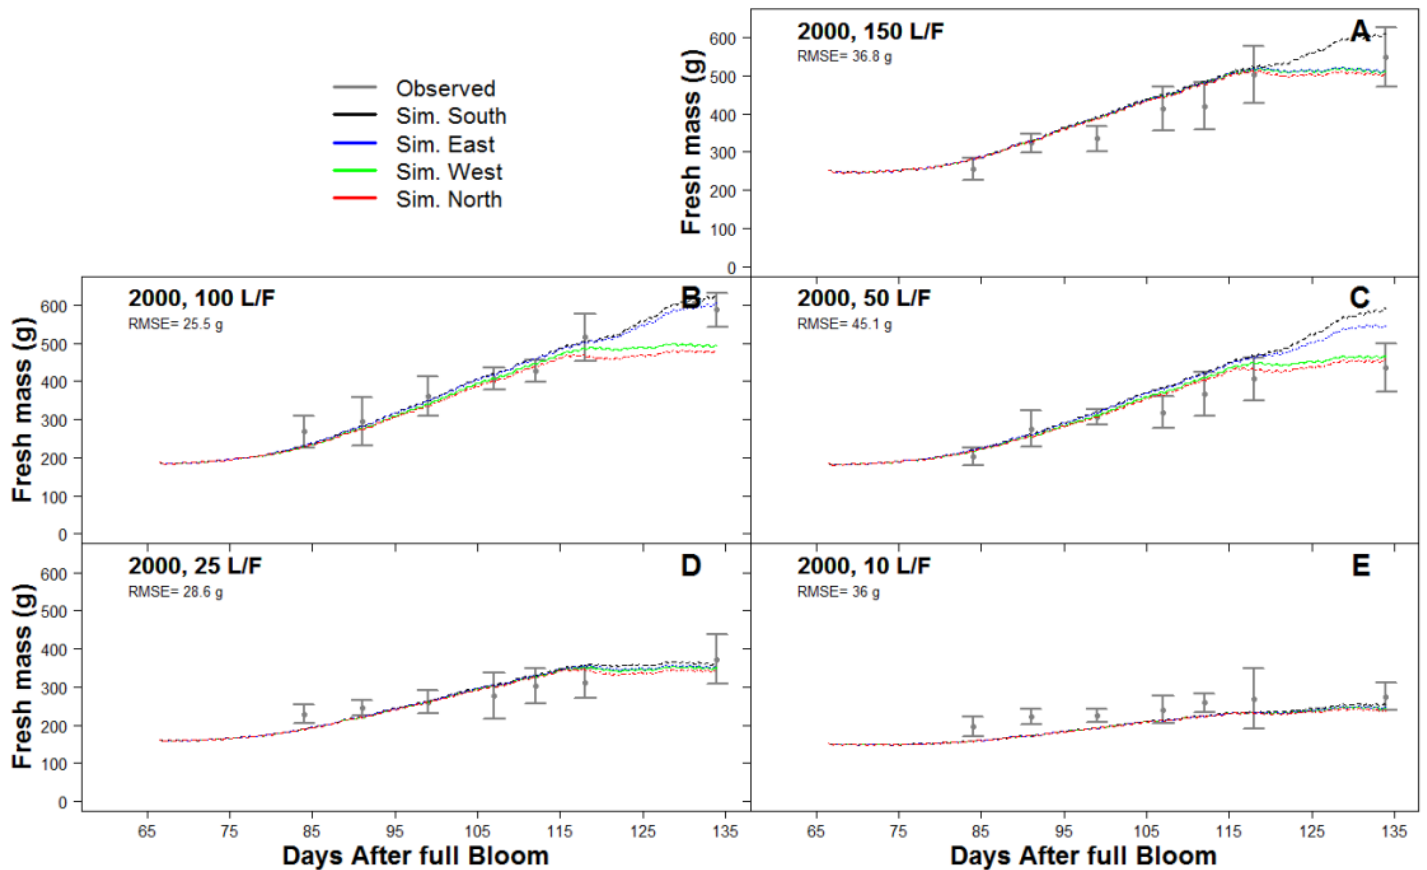 2000, 150 L/F
A
RMSE= 36.8 g
Fresh mass (g)
600
500
400
300
200
100
0
Observed
Sim. South
Sim. East
Sim. West
Sim. North
2000, 100 L/F
B
RMSE= 25.5 g
Fresh mass (g)
600
500
400
300
200
100
0
2000, 50 L/F
C
RMSE= 45.1 g
2000, 25 L/F
D
RMSE= 28.6 g
Fresh mass (g)
600
500
400
300
200
100
0
65 75 85 95 105 115 125 135
Days After full Bloom
2000, 10 L/F
E
RMSE= 36 g
65 75 85 95 105 115 125 135
Days After full Bloom